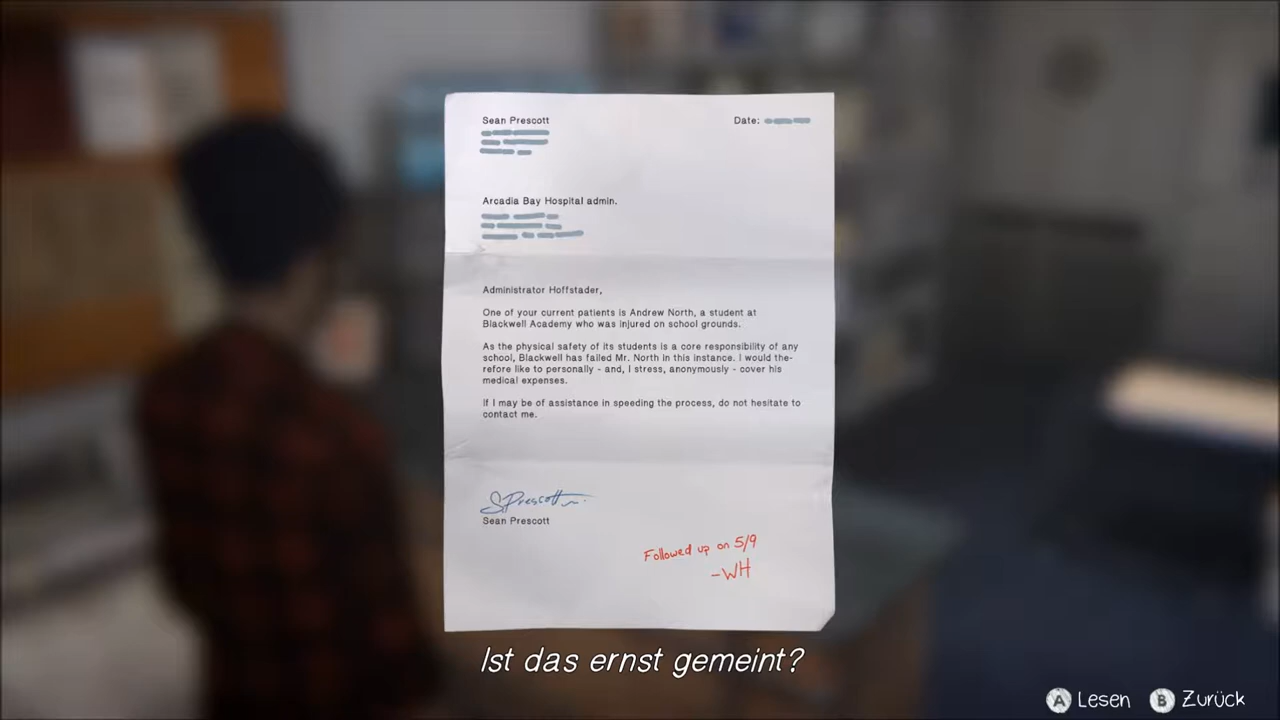 Sean Prescott
Date:
Arcadia Bay Hospital admin.
Administrator Hoffstader,
One of your current patients is Andrew North, a student at
Blackwell Academy who was injured on school grounds.
As the physical safety of its students is a core responsibility of any
school, Blackwell has failed Mr. North in this instance. I would the-
refore like to personally - and, I stress, anonymously - cover his
medical expenses.
If I may be of assistance in speeding the process, do not hesitate to
contact me.
SPrescott
Sean Prescott
Followed up on 5/9
-WH
Ist das ernst gemeint?
A Lesen B Zurück